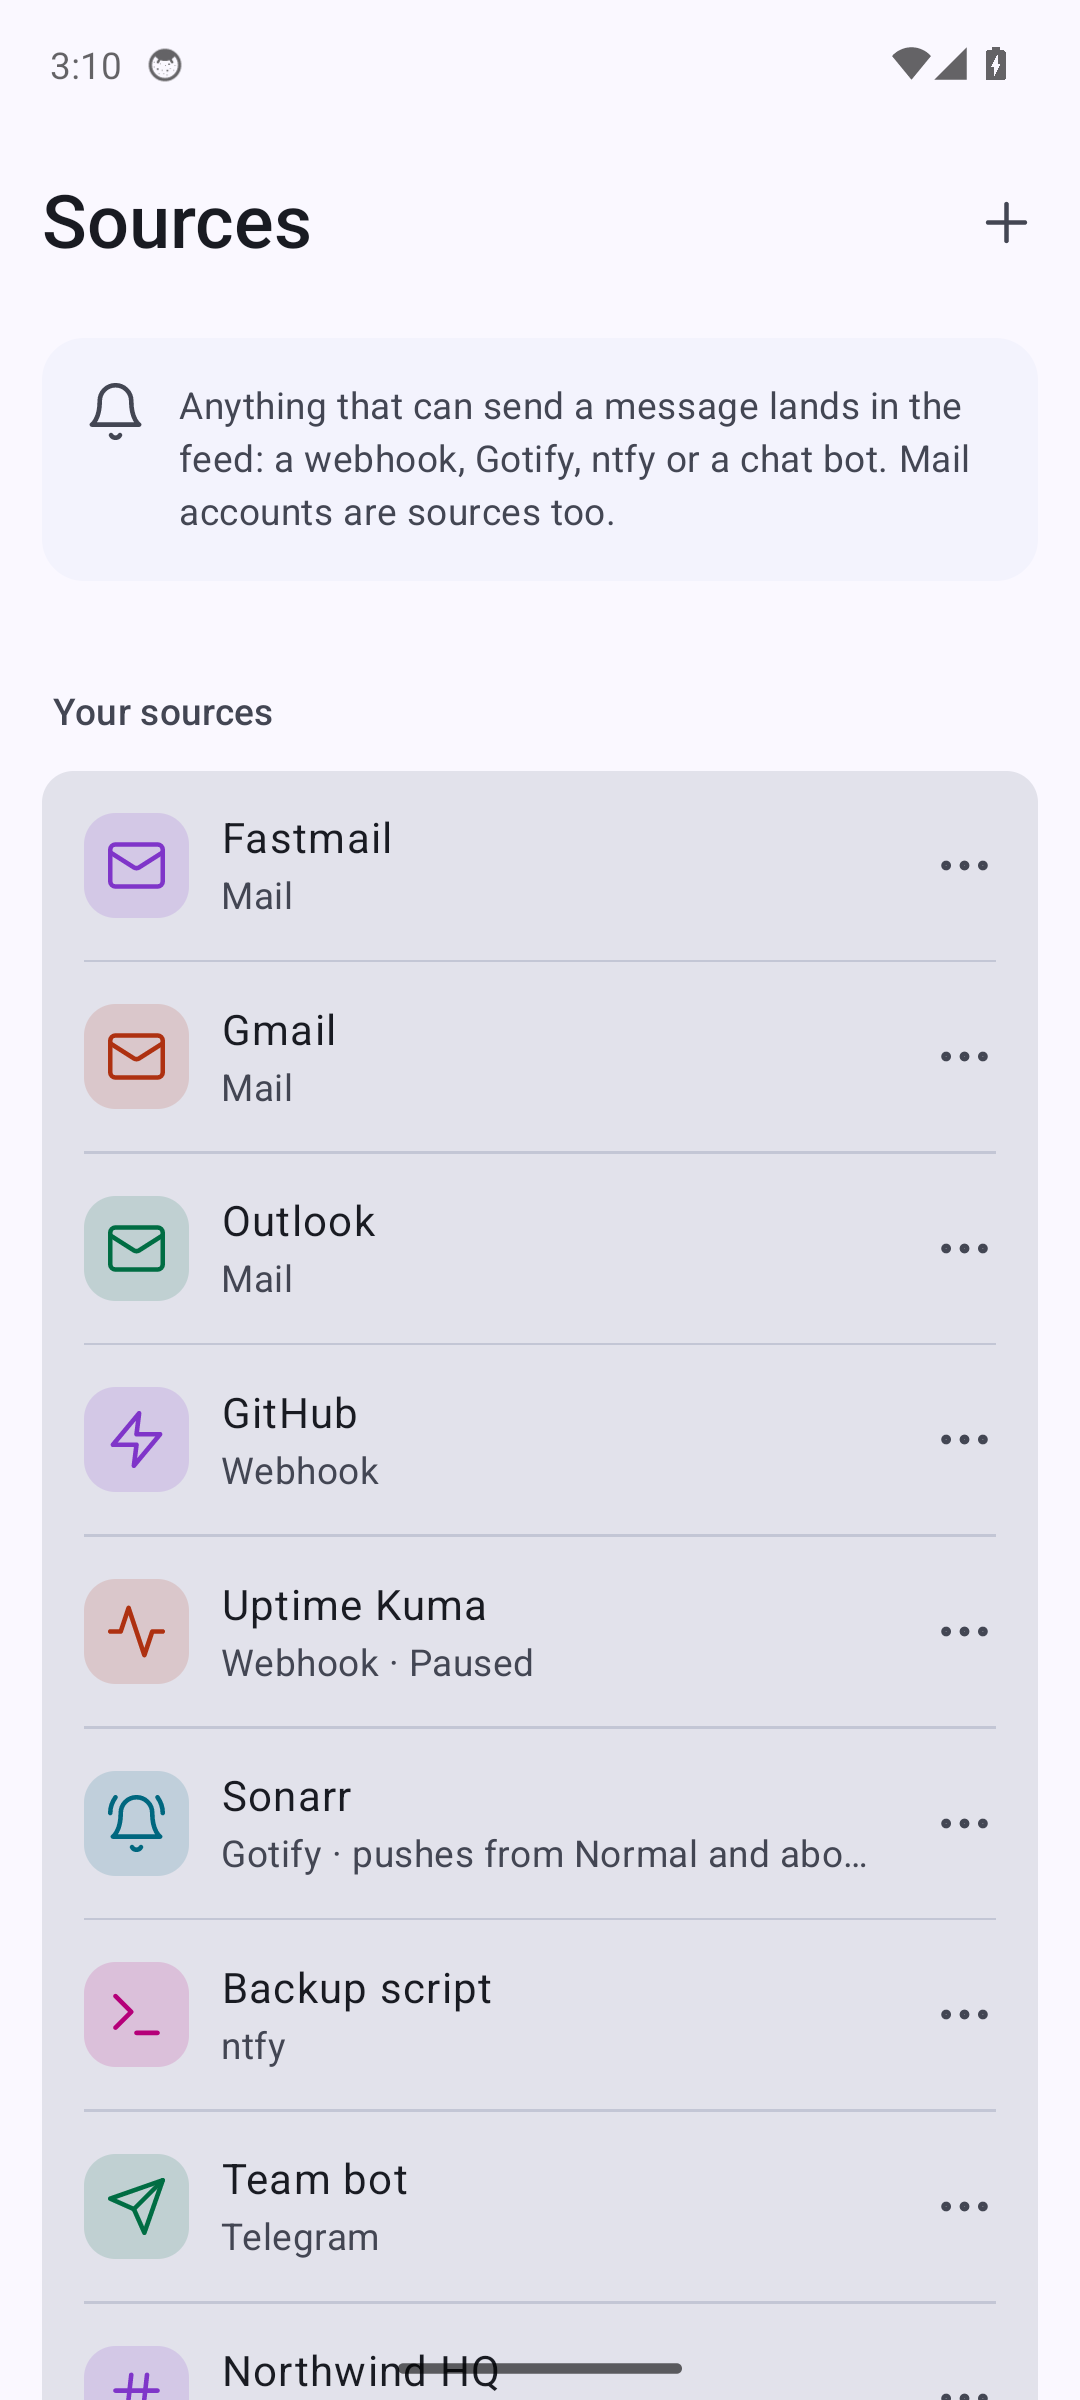 3:10
Sources
Anything that can send a message lands in the
feed: a webhook, Gotify, ntfy or a chat bot. Mail
accounts are sources too.
Your sources
Fastmail
Mail
Gmail
Mail
Outlook
Mail
GitHub
Webhook
Uptime Kuma
Webhook · Paused
Sonarr
Gotify · pushes from Normal and abo…
Backup script
ntfy
Team bot
Telegram
Northwind HQ